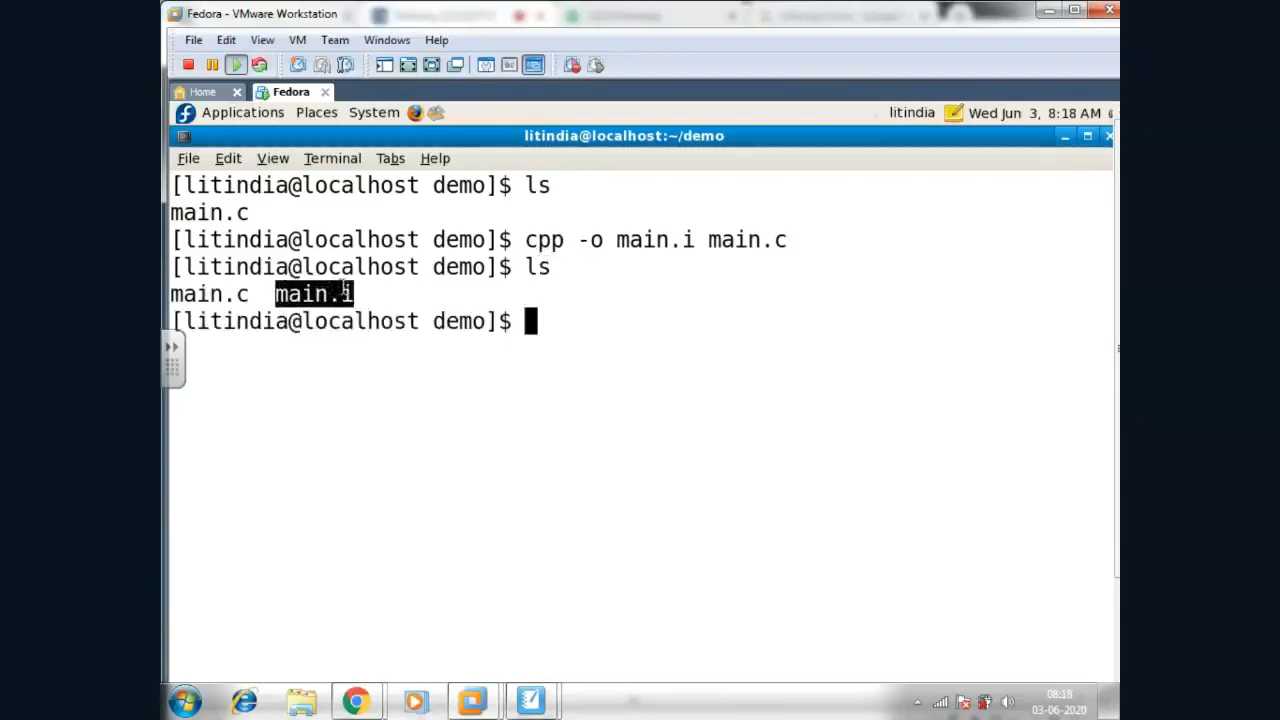 Fedora - VMware Workstation
File Edit View VM Team Windows Help
Home Fedora
Applications Places System litindia Wed Jun 3, 8:18 AM
litindia@localhost:~/demo
File Edit View Terminal Tabs Help
[litindia@localhost demo]$ ls
main.c
[litindia@localhost demo]$ cpp -o main.i main.c
[litindia@localhost demo]$ ls
main.c main.i
[litindia@localhost demo]$
08:18
03-06-2020